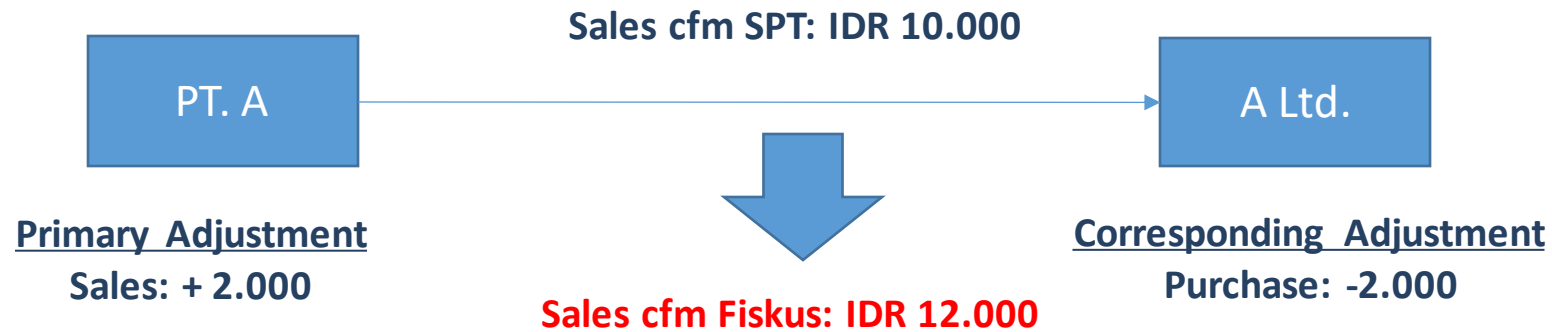 Sales cfm SPT: IDR 10.000
PT. A
A Ltd.
Primary Adjustment
Sales: + 2.000
Corresponding Adjustment
Purchase: -2.000
Sales cfm Fiskus: IDR 12.000